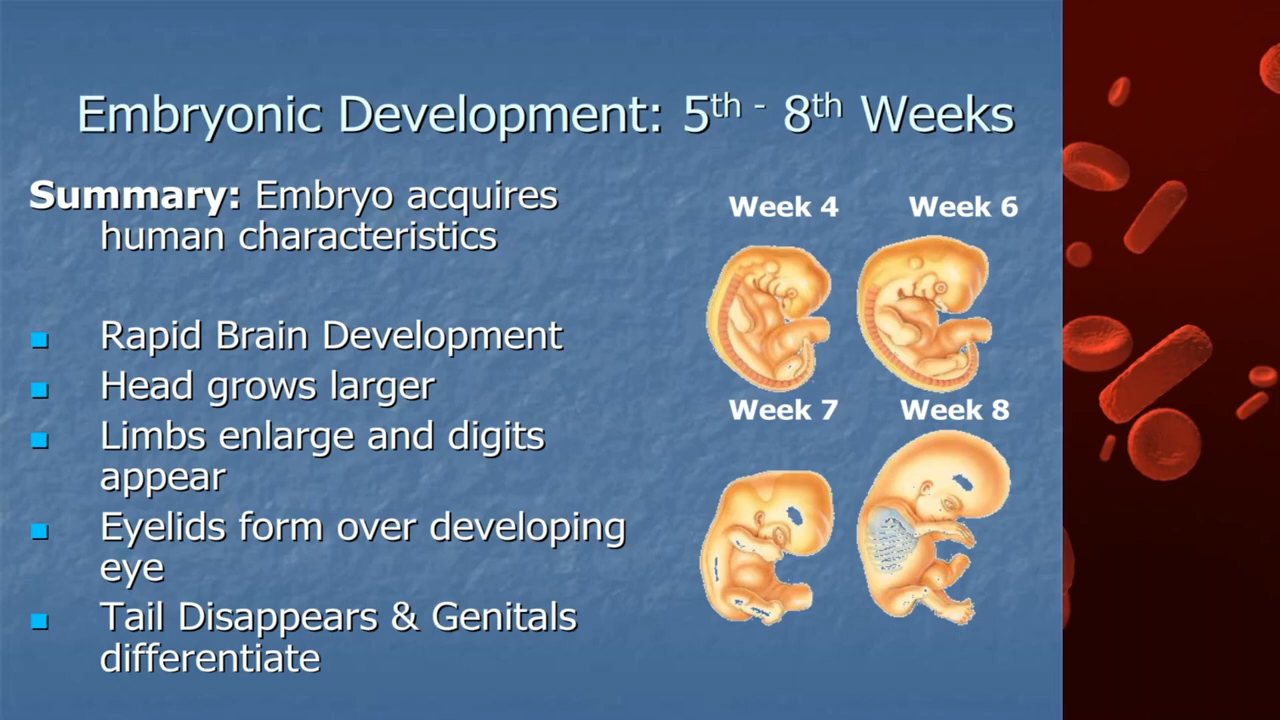 Embryonic Development: 5th - 8th Weeks
Summary: Embryo acquires
human characteristics
Rapid Brain Development
Head grows larger
Limbs enlarge and digits
appear
Eyelids form over developing
eye
Tail Disappears & Genitals
differentiate
Week 4
Week 6
Week 7
Week 8